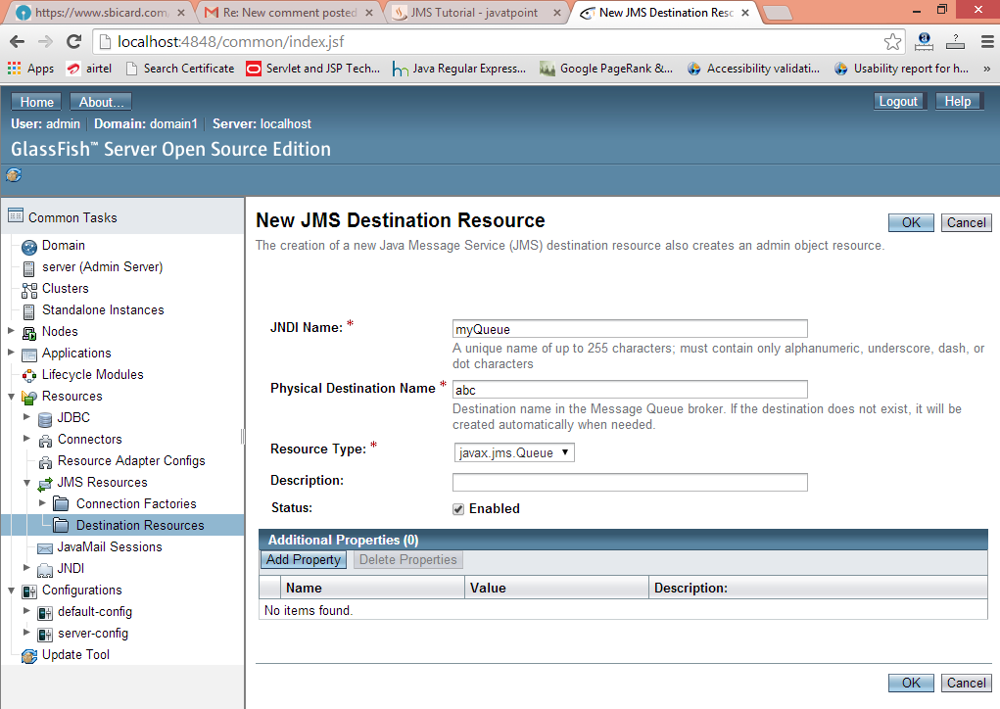 https://www.sbicard.com
Re: New comment posted
JMS Tutorial - javatpoint
New JMS Destination Resc
localhost:4848/common/index.jsf
Apps
airtel
Search Certificate
Servlet and JSP Tech...
Java Regular Express...
Google PageRank &...
Accessibility validati...
Usability report for h...
»
Home
About...
Logout
Help
User: admin
Domain: domain1
Server: localhost
GlassFish™ Server Open Source Edition
Common Tasks
Domain
server (Admin Server)
Clusters
Standalone Instances
Nodes
Applications
Lifecycle Modules
Resources
JDBC
Connectors
Resource Adapter Configs
JMS Resources
Connection Factories
Destination Resources
JavaMail Sessions
JNDI
Configurations
default-config
server-config
Update Tool
New JMS Destination Resource
OK
Cancel
The creation of a new Java Message Service (JMS) destination resource also creates an admin object resource.
JNDI Name: *
myQueue
A unique name of up to 255 characters; must contain only alphanumeric, underscore, dash, or
dot characters
Physical Destination Name *
abc
Destination name in the Message Queue broker. If the destination does not exist, it will be
created automatically when needed.
Resource Type: *
javax.jms.Queue
Description:
Status:
Enabled
Additional Properties (0)
Add Property
Delete Properties
Name
Value
Description:
No items found.
OK
Cancel